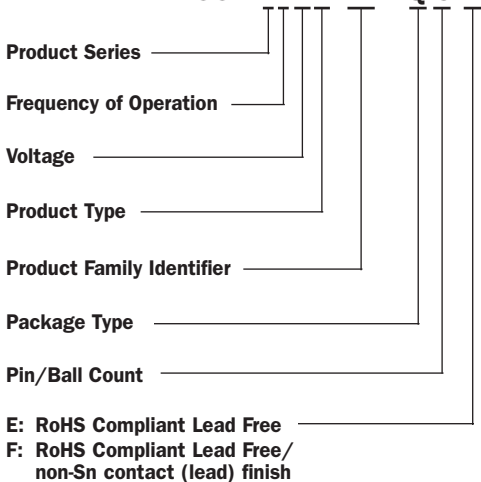 Product Series
Frequency of Operation
Voltage
Product Type
Product Family Identifier
Package Type
Pin/Ball Count
E: RoHS Compliant Lead Free
F: RoHS Compliant Lead Free/
non-Sn contact (lead) finish